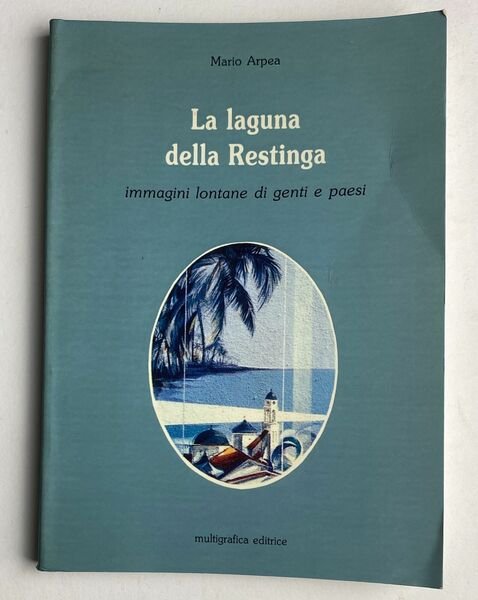 Mario Arpea
La laguna
della Restinga
immagini lontane di genti e paesi
multigrafica editrice